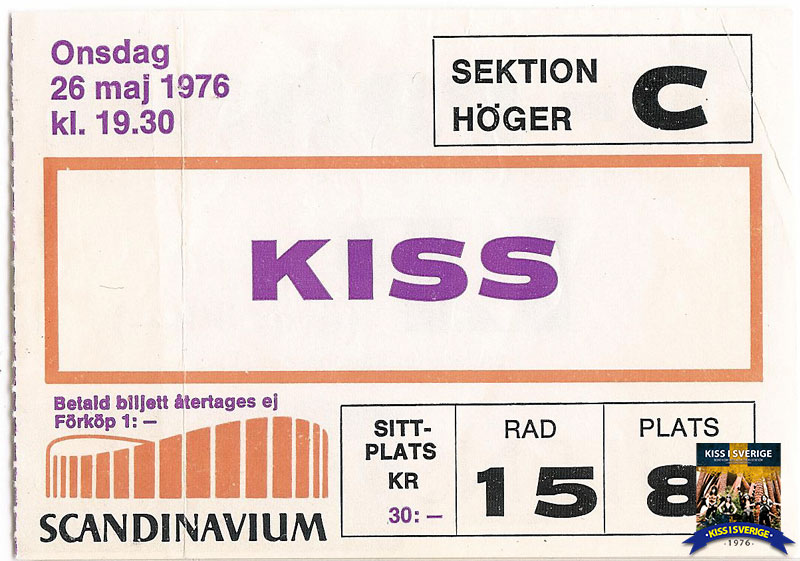 Onsdag
26 maj 1976
kl. 19.30
SEKTION
HÖGER
C
KISS
Betald biljett återtages ej
Förköp 1: —
SCANDINAVIUM
SITT-
PLATS
KR
30: —
RAD
15
PLATS
8
KISS I SVERIGE
KISS I SVERIGE
- 1976 -